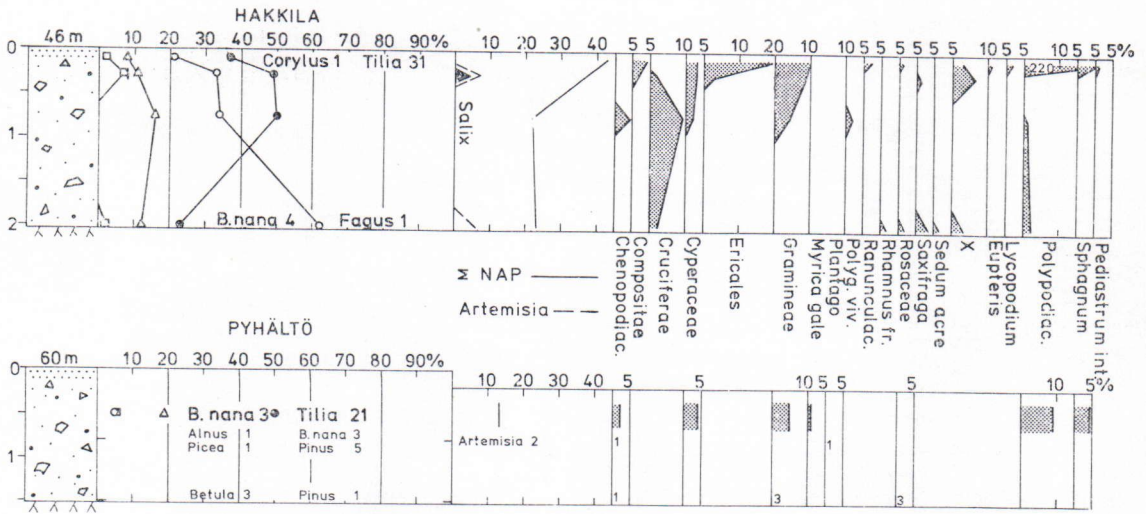 HAKKILA
46 m 10 20 30 40 50 60 70 80 90% 10 20 30 40 5 5 10 5 10 20 10 5 5 5 5 5 5 5 5 5 5%
0
Corylus 1 Tilia 31
220
Salix
1
B.nana 4 Fagus 1
2
Σ NAP
Artemisia
Chenopodiac.
Compositae
Cruciferae
Cyperaceae
Ericales
Gramineae
Myrica gale
Plantago
Polyg. viv.
Ranunculac.
Rhamnus fr.
Rosaceae
Saxifraga
Sedum acre
X
Eupteris
Lycopodium
Polypodiac.
Sphagnum
Pediastrum int.
PYHÄLTÖ
60 m 10 20 30 40 50 60 70 80 90% 10 20 30 40 5 5 10 5 5 5 10 5%
0
B. nana 3 Tilia 21
Alnus 1 B.nana 3
Picea 1 Pinus 5
Artemisia 2
1 1
1
Betula 3 Pinus 1
1 3 3